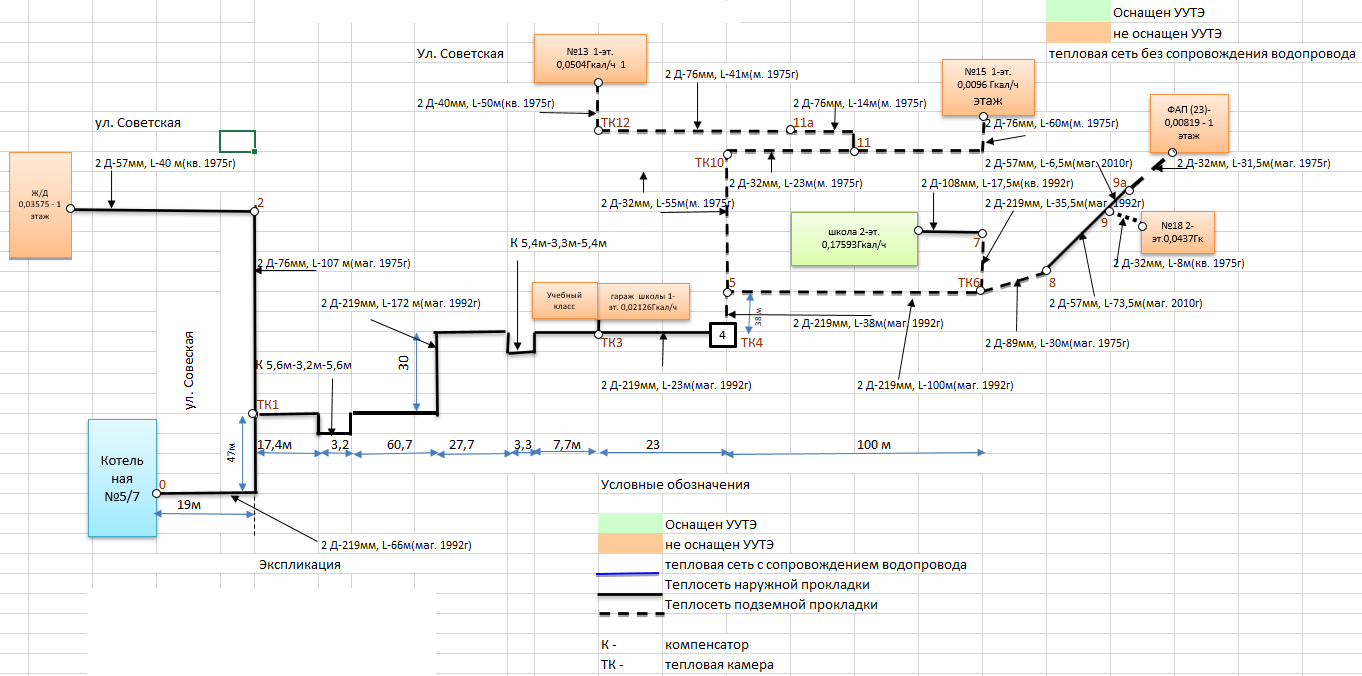 Оснащен УУТЭ
не оснащен УУТЭ
тепловая сеть без сопровождения водопровода
Ул. Советская
№13 1-эт.
0,0504Гкал/ч 1
2 Д-76мм, L-41м(м. 1975г)
№15 1-эт.
0,0096 Гкал/ч
этаж
ФАП (23)-
0,00819 - 1
этаж
2 Д-40мм, L-50м(кв. 1975г)
2 Д-76мм, L-14м(м. 1975г)
ул. Советская
ТК12
11а
2 Д-76мм, L-60м(м. 1975г)
11
2 Д-57мм, L-40 м(кв. 1975г)
ТК10
2 Д-57мм, L-6,5м(маг. 2010г)
2 Д-32мм, L-31,5м(маг. 1975г)
Ж/Д
0,03575 - 1
этаж
2 Д-32мм, L-23м(м. 1975г)
2 Д-108мм, L-17,5м(кв. 1992г)
9а
2
2 Д-32мм, L-55м(м. 1975г)
2 Д-219мм, L-35,5м(маг. 1992г)
9
№18 2-
эт.0,0437Гк
школа 2-эт.
0,17593Гкал/ч
7
К 5,4м-3,3м-5,4м
2 Д-76мм, L-107 м(маг. 1975г)
2 Д-32мм, L-8м(кв. 1975г)
5
ТК6
8
2 Д-219мм, L-172 м(маг. 1992г)
Учебный
класс
гараж школы 1-
эт. 0,02126Гкал/ч
38м
2 Д-57мм, L-73,5м(маг. 2010г)
2 Д-219мм, L-38м(маг. 1992г)
4
ТК3
ТК4
2 Д-89мм, L-30м(маг. 1975г)
ул. Совеская
К 5,6м-3,2м-5,6м
30
2 Д-219мм, L-23м(маг. 1992г)
2 Д-219мм, L-100м(маг. 1992г)
ТК1
47м
17,4м
3,2
60,7
27,7
3,3
7,7м
23
100 м
Котель
ная
№5/7
0
19м
Условные обозначения
Оснащен УУТЭ
2 Д-219мм, L-66м(маг. 1992г)
не оснащен УУТЭ
Экспликация
тепловая сеть с сопровождением водопровода
Теплосеть наружной прокладки
Теплосеть подземной прокладки
К - компенсатор
ТК - тепловая камера